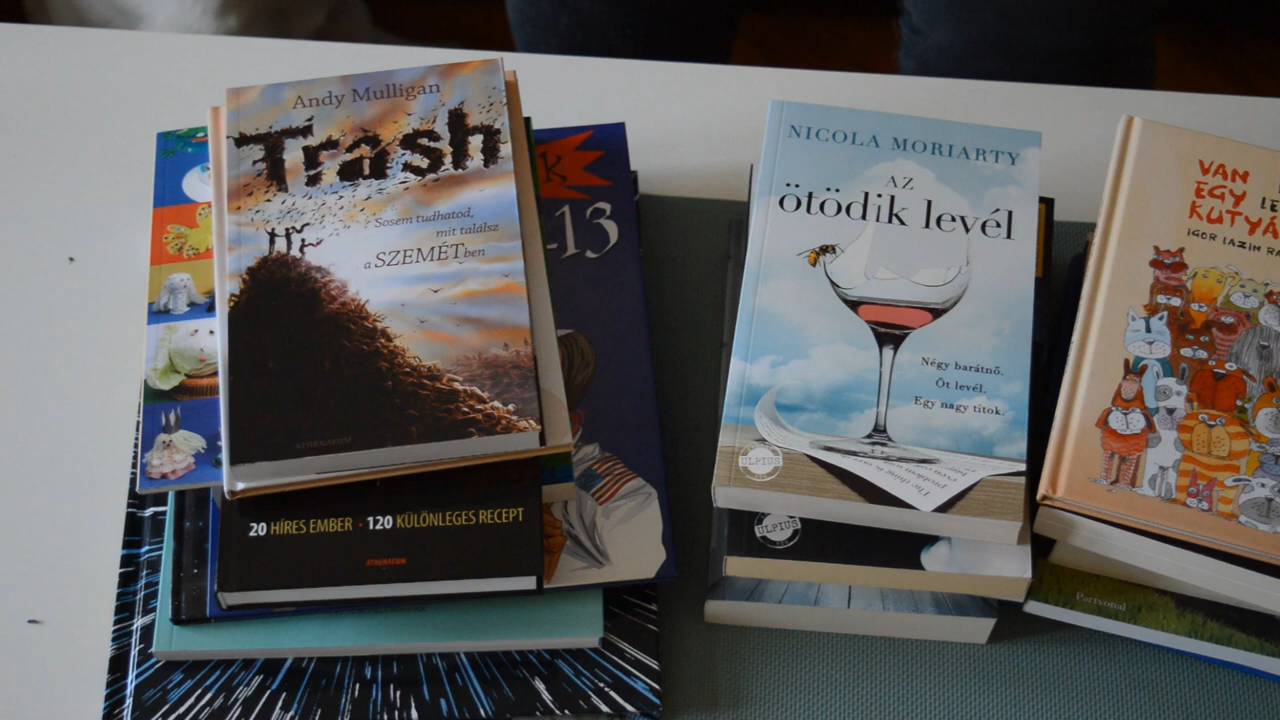 Andy Mulligan
Trash
Sosem tudhatod,
mit találsz
a SZEMÉTben
ATHENAEUM
K
-13
20 HÍRES EMBER · 120 KÜLÖNLEGES RECEPT
ATHENAEUM
NICOLA MORIARTY
AZ
ötödik levél
Négy barátnő.
Öt levél.
Egy nagy titok.
ULPIUS
ULPIUS
VAN
EGY
KUTYÁ
IGOR LAZIN
Partvonal